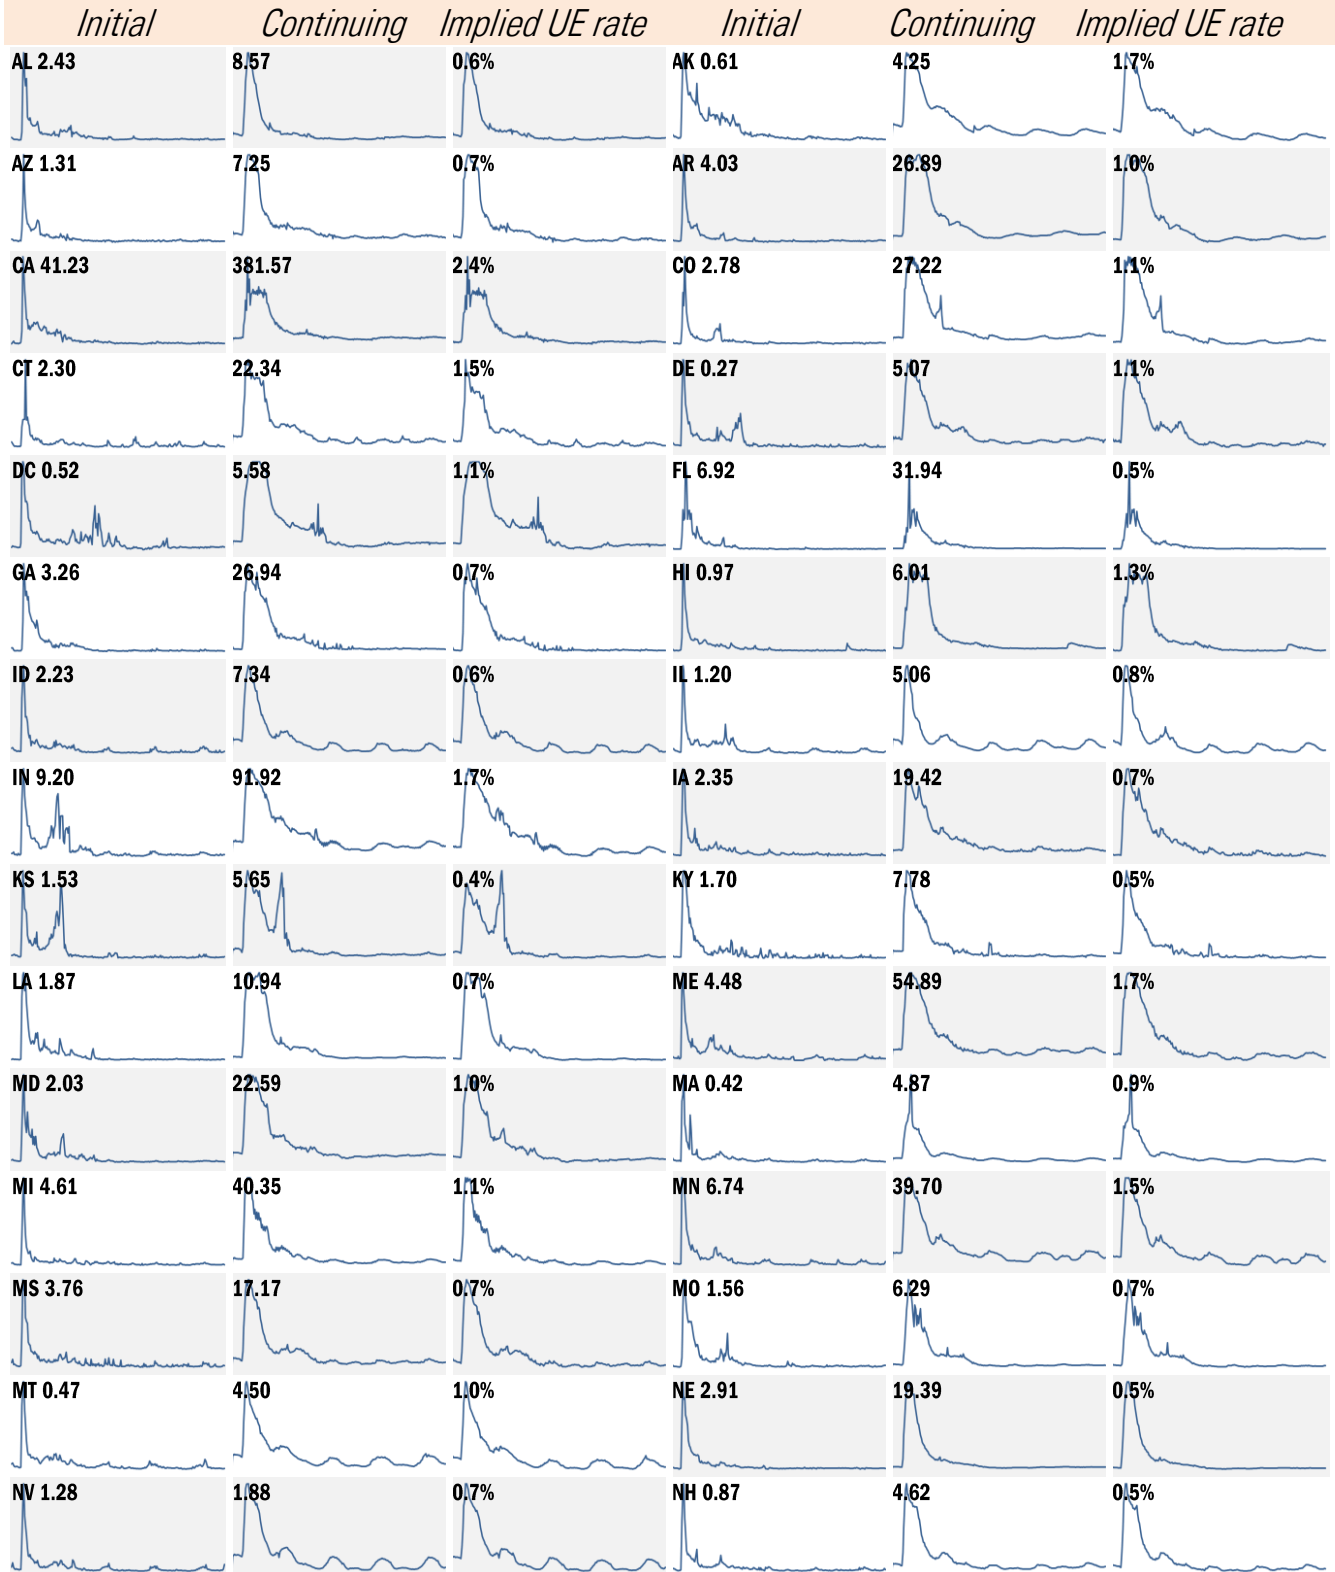 Initial Continuing Implied UE rate Initial Continuing Implied UE rate
AL 2.43 8.57 0.6% AK 0.61 4.25 1.7%
AZ 1.31 7.25 0.7% AR 4.03 26.89 1.0%
CA 41.23 381.57 2.4% CO 2.78 27.22 1.1%
CT 2.30 22.34 1.5% DE 0.27 5.07 1.1%
DC 0.52 5.58 1.1% FL 6.92 31.94 0.5%
GA 3.26 26.94 0.7% HI 0.97 6.01 1.3%
ID 2.23 7.34 0.6% IL 1.20 5.06 0.8%
IN 9.20 91.92 1.7% IA 2.35 19.42 0.7%
KS 1.53 5.65 0.4% KY 1.70 7.78 0.5%
LA 1.87 10.94 0.7% ME 4.48 54.89 1.7%
MD 2.03 22.59 1.0% MA 0.42 4.87 0.9%
MI 4.61 40.35 1.1% MN 6.74 39.70 1.5%
MS 3.76 17.17 0.7% MO 1.56 6.29 0.7%
MT 0.47 4.50 1.0% NE 2.91 19.39 0.5%
NV 1.28 1.88 0.7% NH 0.87 4.62 0.5%